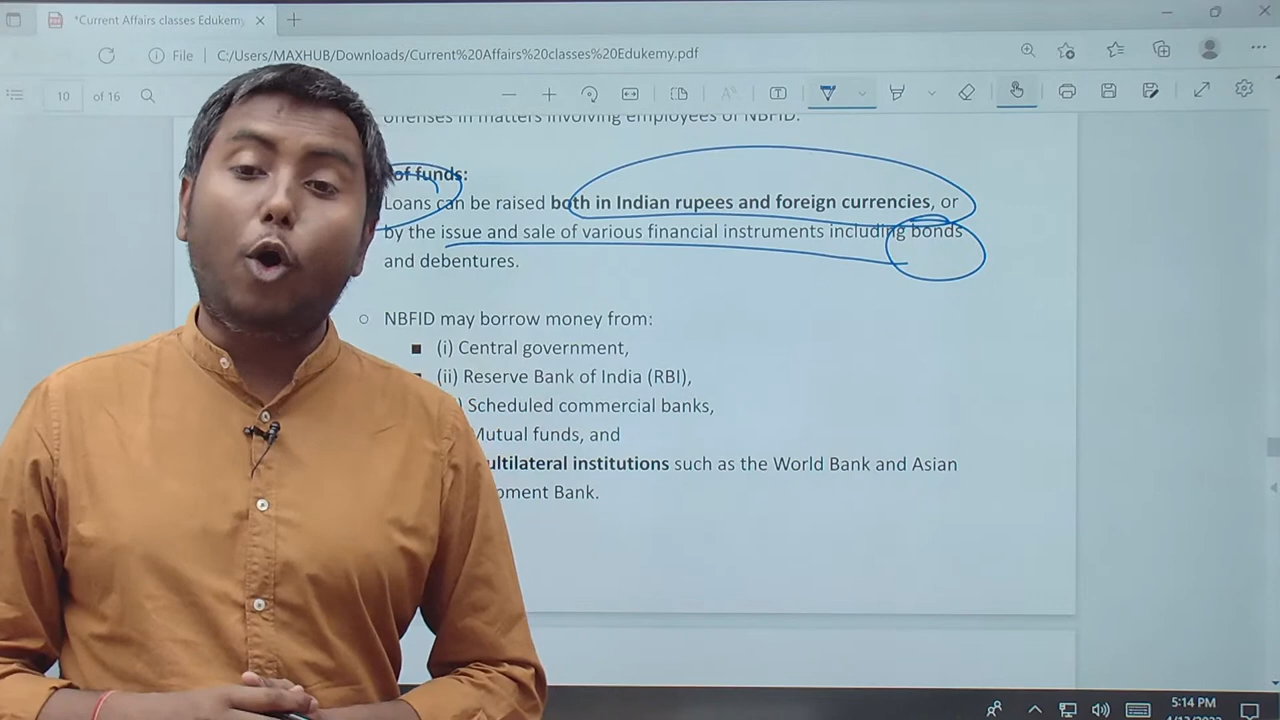 *Current Affairs classes Edukemy
File C:/Users/MAXHUB/Downloads/Current%20Affairs%20classes%20Edukemy.pdf
10 of 16
offenses in matters involving employees of NBFID.
of funds:
Loans can be raised both in Indian rupees and foreign currencies, or
by the issue and sale of various financial instruments including bonds
and debentures.
NBFID may borrow money from:
(i) Central government,
(ii) Reserve Bank of India (RBI),
Scheduled commercial banks,
Mutual funds, and
multilateral institutions such as the World Bank and Asian
Bank.
5:14 PM